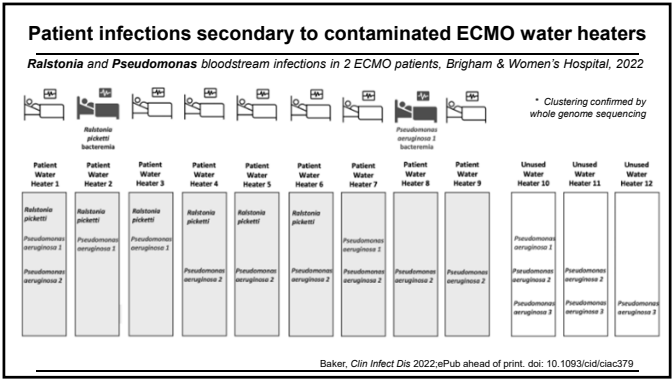 Patient infections secondary to contaminated ECMO water heaters
Ralstonia and Pseudomonas bloodstream infections in 2 ECMO patients, Brigham & Women's Hospital, 2022
* Clustering confirmed by
whole genome sequencing
Ralstonia
picketti
bacteremia
Pseudomonas
aeruginosa 1
bacteremia
Patient
Water
Heater 1
Patient
Water
Heater 2
Patient
Water
Heater 3
Patient
Water
Heater 4
Patient
Water
Heater 5
Patient
Water
Heater 6
Patient
Water
Heater 7
Patient
Water
Heater 8
Patient
Water
Heater 9
Unused
Water
Heater 10
Unused
Water
Heater 11
Unused
Water
Heater 12
Ralstonia
picketti
Pseudomonas
aeruginosa 1
Pseudomonas
aeruginosa 2
Ralstonia
picketti
Pseudomonas
aeruginosa 1
Ralstonia
picketti
Pseudomonas
aeruginosa 1
Ralstonia
picketti
Pseudomonas
aeruginosa 2
Ralstonia
picketti
Pseudomonas
aeruginosa 2
Ralstonia
picketti
Pseudomonas
aeruginosa 2
Pseudomonas
aeruginosa 1
Pseudomonas
aeruginosa 2
Pseudomonas
aeruginosa 2
Pseudomonas
aeruginosa 2
Pseudomonas
aeruginosa 1
Pseudomonas
aeruginosa 2
Pseudomonas
aeruginosa 3
Pseudomonas
aeruginosa 2
Pseudomonas
aeruginosa 3
Pseudomonas
aeruginosa 3
Baker, Clin Infect Dis 2022;ePub ahead of print. doi: 10.1093/cid/ciac379